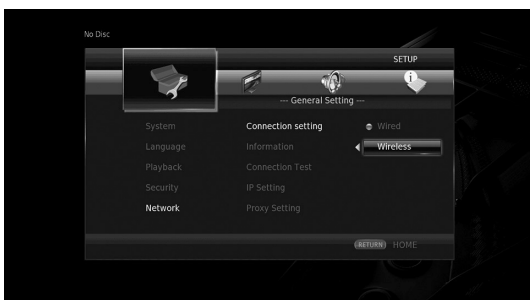 No Disc
SETUP
--- General Setting ---
System Connection setting Wired
Language Information Wireless
Playback Connection Test
Security IP Setting
Network Proxy Setting
RETURN HOME